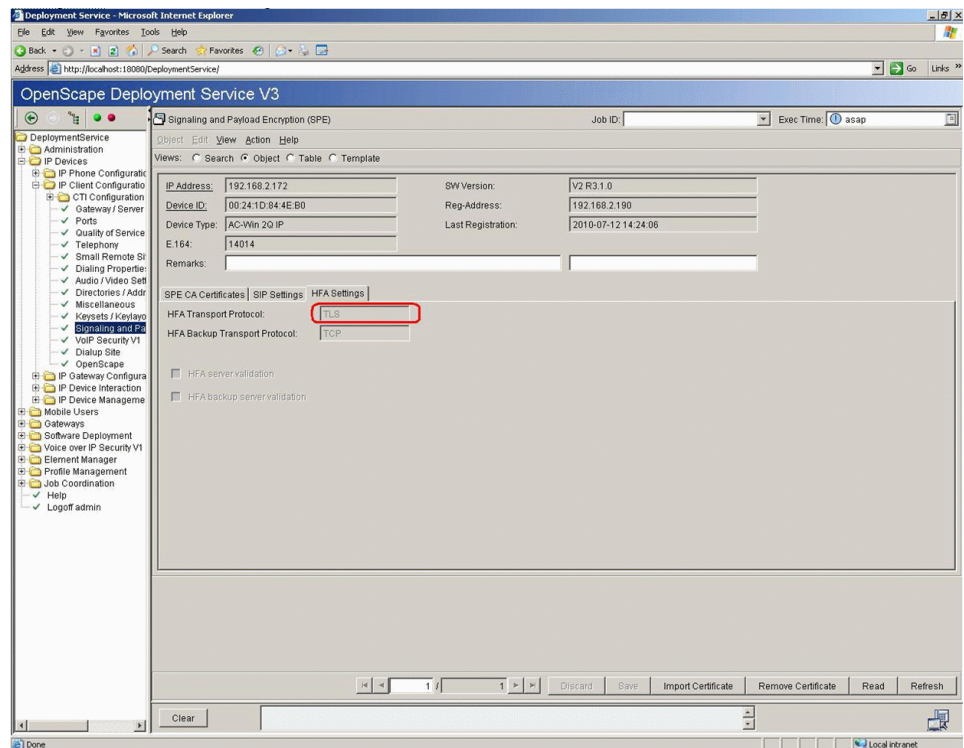 Deployment Service - Microsoft Internet Explorer
File Edit View Favorites Tools Help
Back Search Favorites
Address http://localhost:18080/DeploymentService/ Go Links »
OpenScape Deployment Service V3
Signaling and Payload Encryption (SPE) Job ID: Exec Time: asap
Object Edit View Action Help
Views: Search Object Table Template
DeploymentService
Administration
IP Devices
IP Phone Configuratic
IP Client Configuratio
CTI Configuration
Gateway / Server
Ports
Quality of Service
Telephony
Small Remote Si
Dialing Propertie
Audio / Video Sett
Directories / Addr
Miscellaneous
Keysets / Keylayo
Signaling and Pa
VoIP Security V1
Dialup Site
OpenScape
IP Gateway Configura
IP Device Interaction
IP Device Manageme
Mobile Users
Gateways
Software Deployment
Voice over IP Security V1
Element Manager
Profile Management
Job Coordination
Help
Logoff admin
IP Address: 192.168.2.172 SW Version: V2 R3.1.0
Device ID: 00:24:1D:84:4E:B0 Reg-Address: 192.168.2.190
Device Type: AC-Win 2Q IP Last Registration: 2010-07-12 14:24:06
E.164: 14014
Remarks:
SPE CA Certificates SIP Settings HFA Settings
HFA Transport Protocol: TLS
HFA Backup Transport Protocol: TCP
HFA server validation
HFA backup server validation
1 / 1 Discard Save Import Certificate Remove Certificate Read Refresh
Clear
Done Local intranet